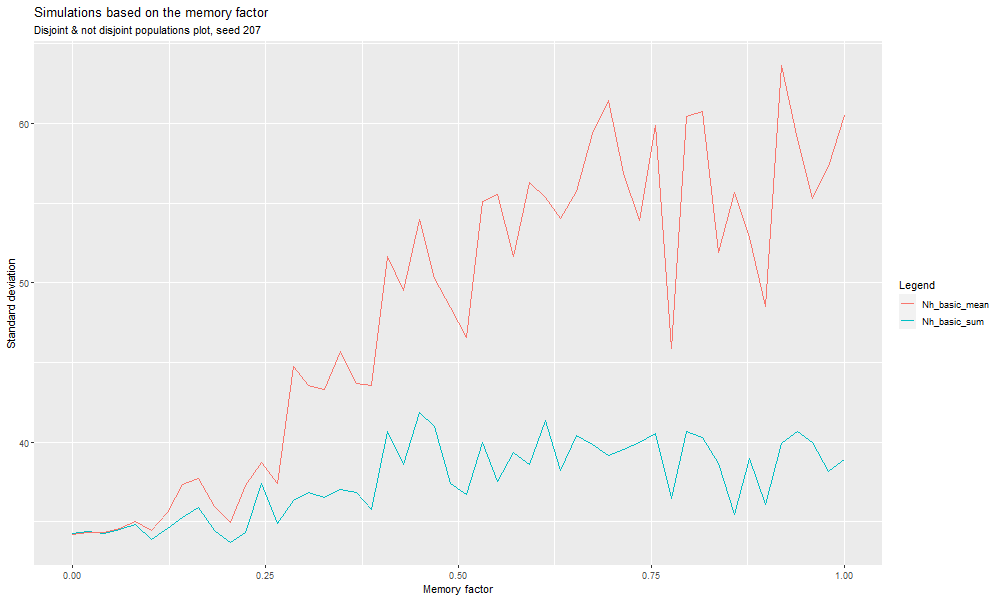 Simulations based on the memory factor
Disjoint & not disjoint populations plot, seed 207
Standard deviation
60
50
40
0.00
0.25
0.50
0.75
1.00
Memory factor
Legend
Nh_basic_mean
Nh_basic_sum